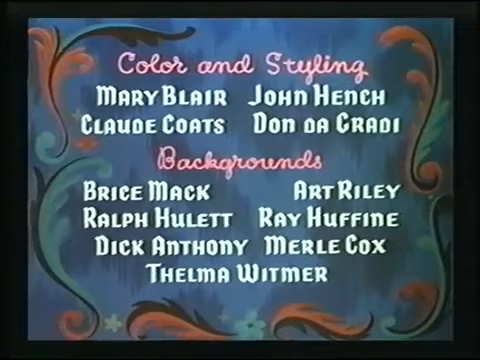 Color and Styling
Mary Blair John Hench
Claude Coats Don da Gradi
Backgrounds
Brice Mack Art Riley
Ralph Hulett Ray Huffine
Dick Anthony Merle Cox
Thelma Witmer